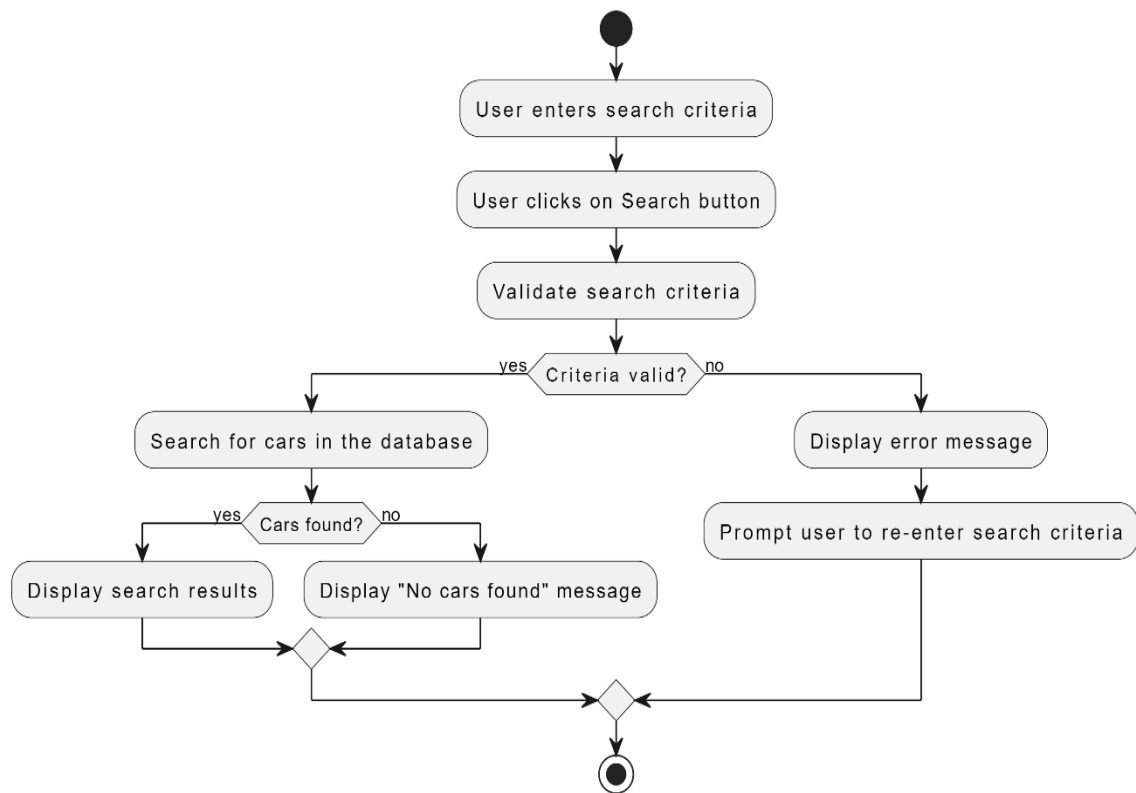 User enters search criteria
User clicks on Search button
Validate search criteria
yes
Criteria valid?
no
Search for cars in the database
Display error message
yes
Cars found?
no
Prompt user to re-enter search criteria
Display search results
Display "No cars found" message